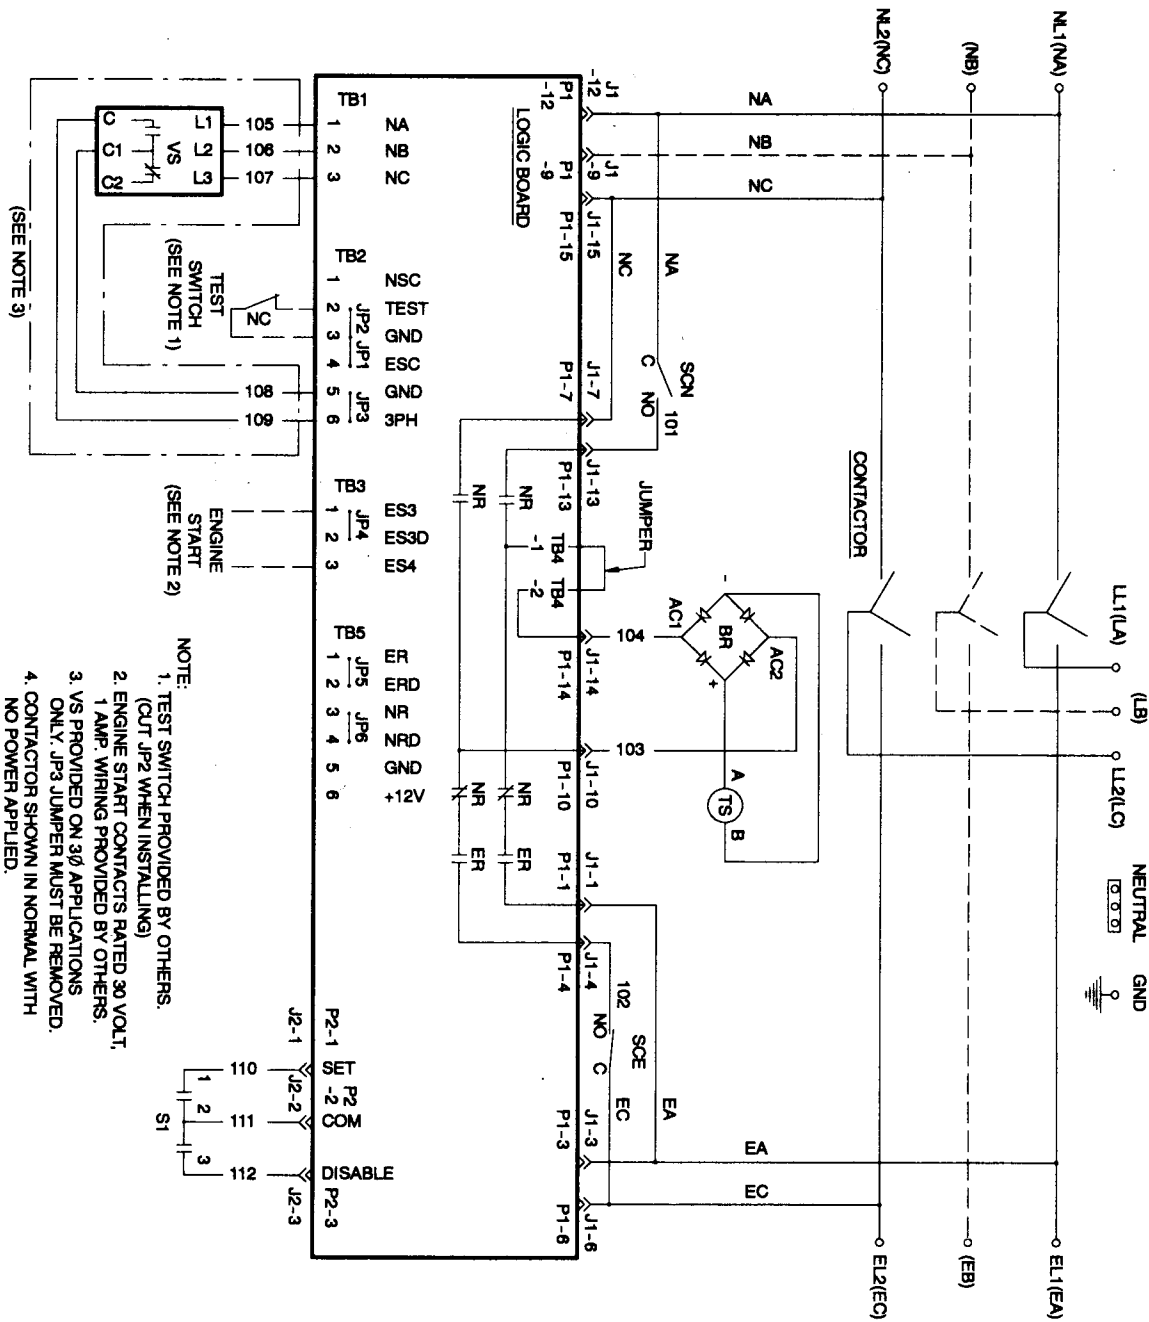 NL1(NA)
(NB)
NL2(NC)
NA
NB
NC
J1
-12
P1
-12
J1
-9
P1
-9
J1-15
P1-15
LOGIC BOARD
NC
NA
SCN
C
NO
101
J1-7
P1-7
J1-13
P1-13
JUMPER
TB4
-1
TB4
-2
104
J1-14
P1-14
AC1
BR
AC2
-
+
A
TS
B
103
J1-10
P1-10
J1-1
P1-1
J1-4
P1-4
102
NO
C
SCE
EC
EA
J1-3
P1-3
J1-6
P1-6
EA
EC
CONTACTOR
LL1(LA)
(LB)
LL2(LC)
NEUTRAL
GND
EL1(EA)
(EB)
EL2(EC)
NR
NR
NR
NR
ER
ER
TB1
1 NA
2 NB
3 NC
105
106
107
L1
L2
L3
VS
C
C1
C2
(SEE NOTE 3)
TB2
1 NSC
2 TEST
JP2
3 GND
JP1
4 ESC
5 GND
JP3
6 3PH
TEST
SWITCH
(SEE NOTE 1)
NC
108
109
TB3
1 ES3
JP4
2 ES3D
3 ES4
ENGINE
START
(SEE NOTE 2)
TB5
1 ER
JP5
2 ERD
3 NR
JP6
4 NRD
5 GND
6 +12V
P2-1
J2-1
SET
110
P2
-2
J2-2
COM
111
DISABLE
P2-3
J2-3
112
1
2
3
S1
NOTE:
1. TEST SWITCH PROVIDED BY OTHERS.
(CUT JP2 WHEN INSTALLING)
2. ENGINE START CONTACTS RATED 30 VOLT,
1 AMP. WIRING PROVIDED BY OTHERS.
3. VS PROVIDED ON 3Ø APPLICATIONS
ONLY. JP3 JUMPER MUST BE REMOVED.
4. CONTACTOR SHOWN IN NORMAL WITH
NO POWER APPLIED.